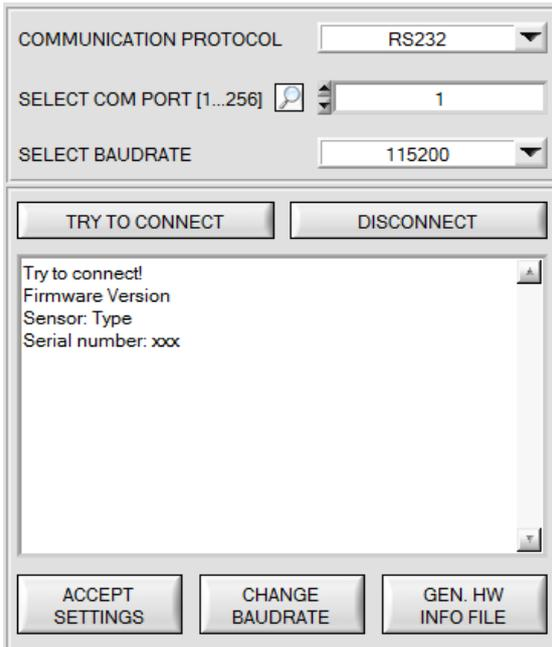 COMMUNICATION PROTOCOL RS232
SELECT COM PORT [1...256] 1
SELECT BAUDRATE 115200
TRY TO CONNECT DISCONNECT
Try to connect!
Firmware Version
Sensor: Type
Serial number: xxx
ACCEPT SETTINGS
CHANGE BAUDRATE
GEN. HW INFO FILE